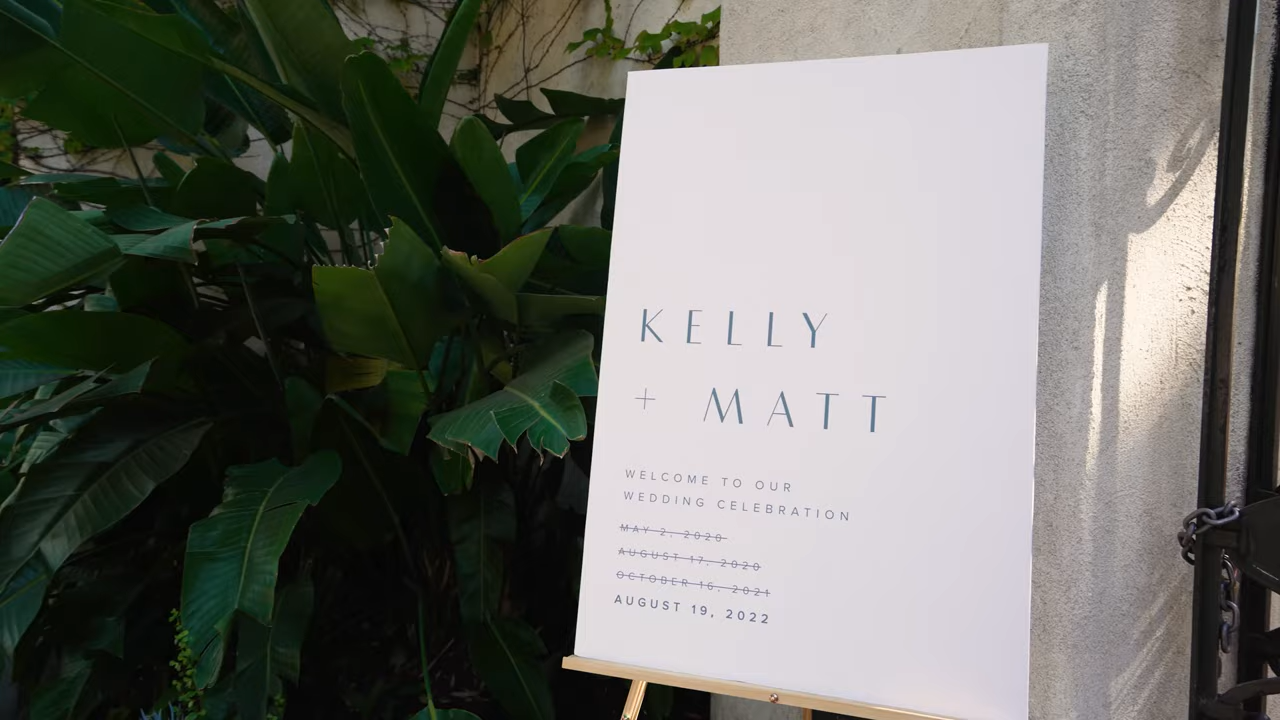 KELLY
+ MATT
WELCOME TO OUR
WEDDING CELEBRATION
MAY 2, 2020
AUGUST 17, 2020
OCTOBER 16, 2021
AUGUST 19, 2022